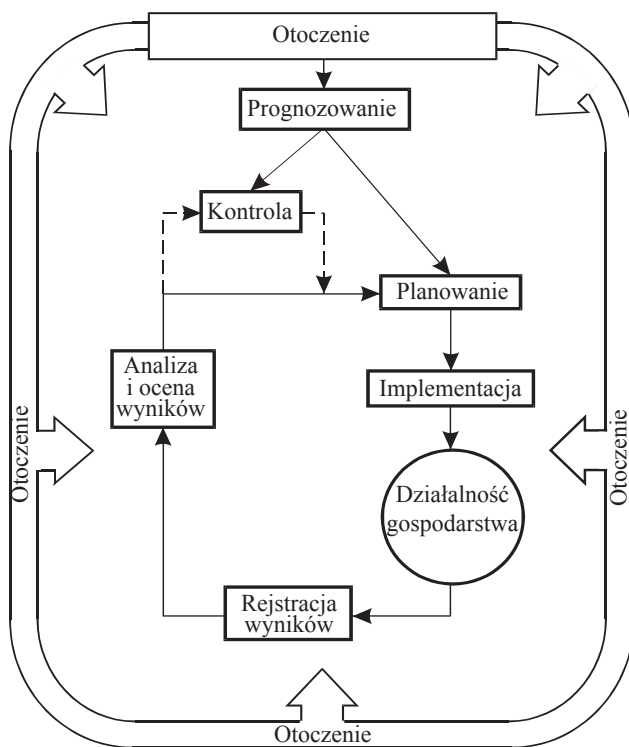 Otoczenie
Prognozowanie
Kontrola
Planowanie
Analiza
i ocena
wyników
Implementacja
Otoczenie
Otoczenie
Działalność
gospodarstwa
Rejstracja
wyników
Otoczenie